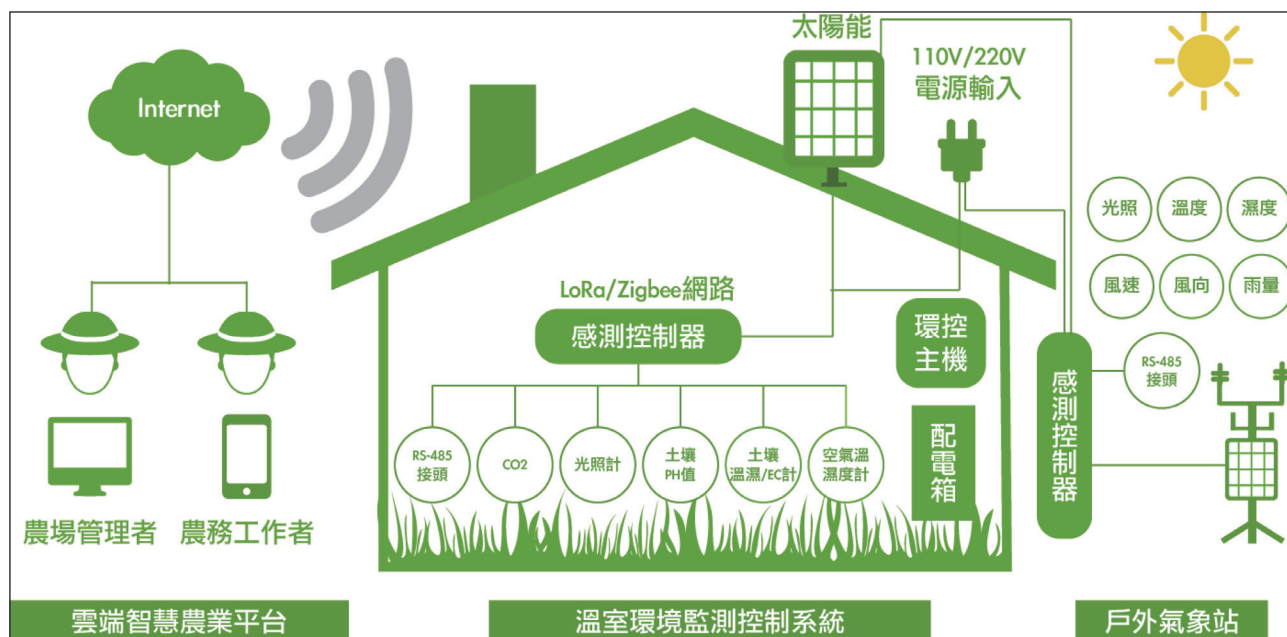 太陽能
110V/220V
電源輸入
Internet
光照
溫度
濕度
風速
風向
雨量
LoRa/Zigbee網路
感測控制器
環控
主機
感測控制器
RS-485
接頭
RS-485
接頭
CO2
光照計
土壤
PH值
土壤
溫濕/EC計
空氣溫
濕度計
配電箱
農場管理者
農務工作者
雲端智慧農業平台
溫室環境監測控制系統
戶外氣象站